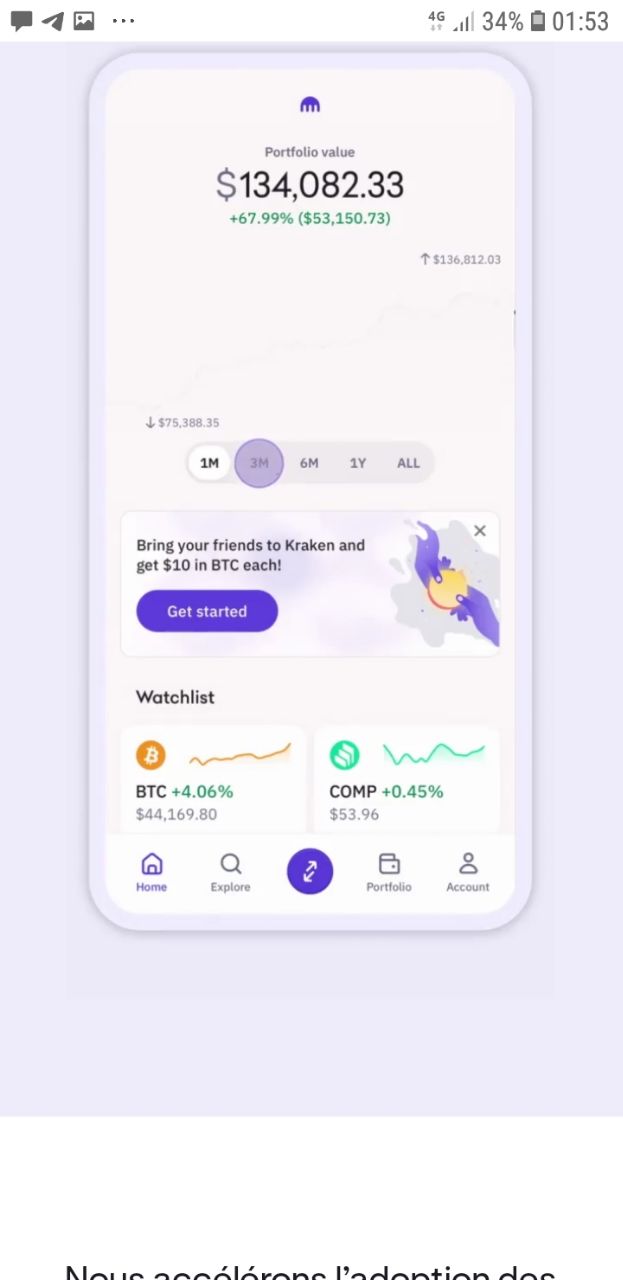 4G 34% 01:53
Portfolio value
$134,082.33
+67.99% ($53,150.73)
↑ $136,812.03
↓ $75,388.35
1M 3M 6M 1Y ALL
Bring your friends to Kraken and
get $10 in BTC each!
Get started
Watchlist
BTC +4.06%
$44,169.80
COMP +0.45%
$53.96
Home Explore Portfolio Account
Nous accélérons l'adoption des